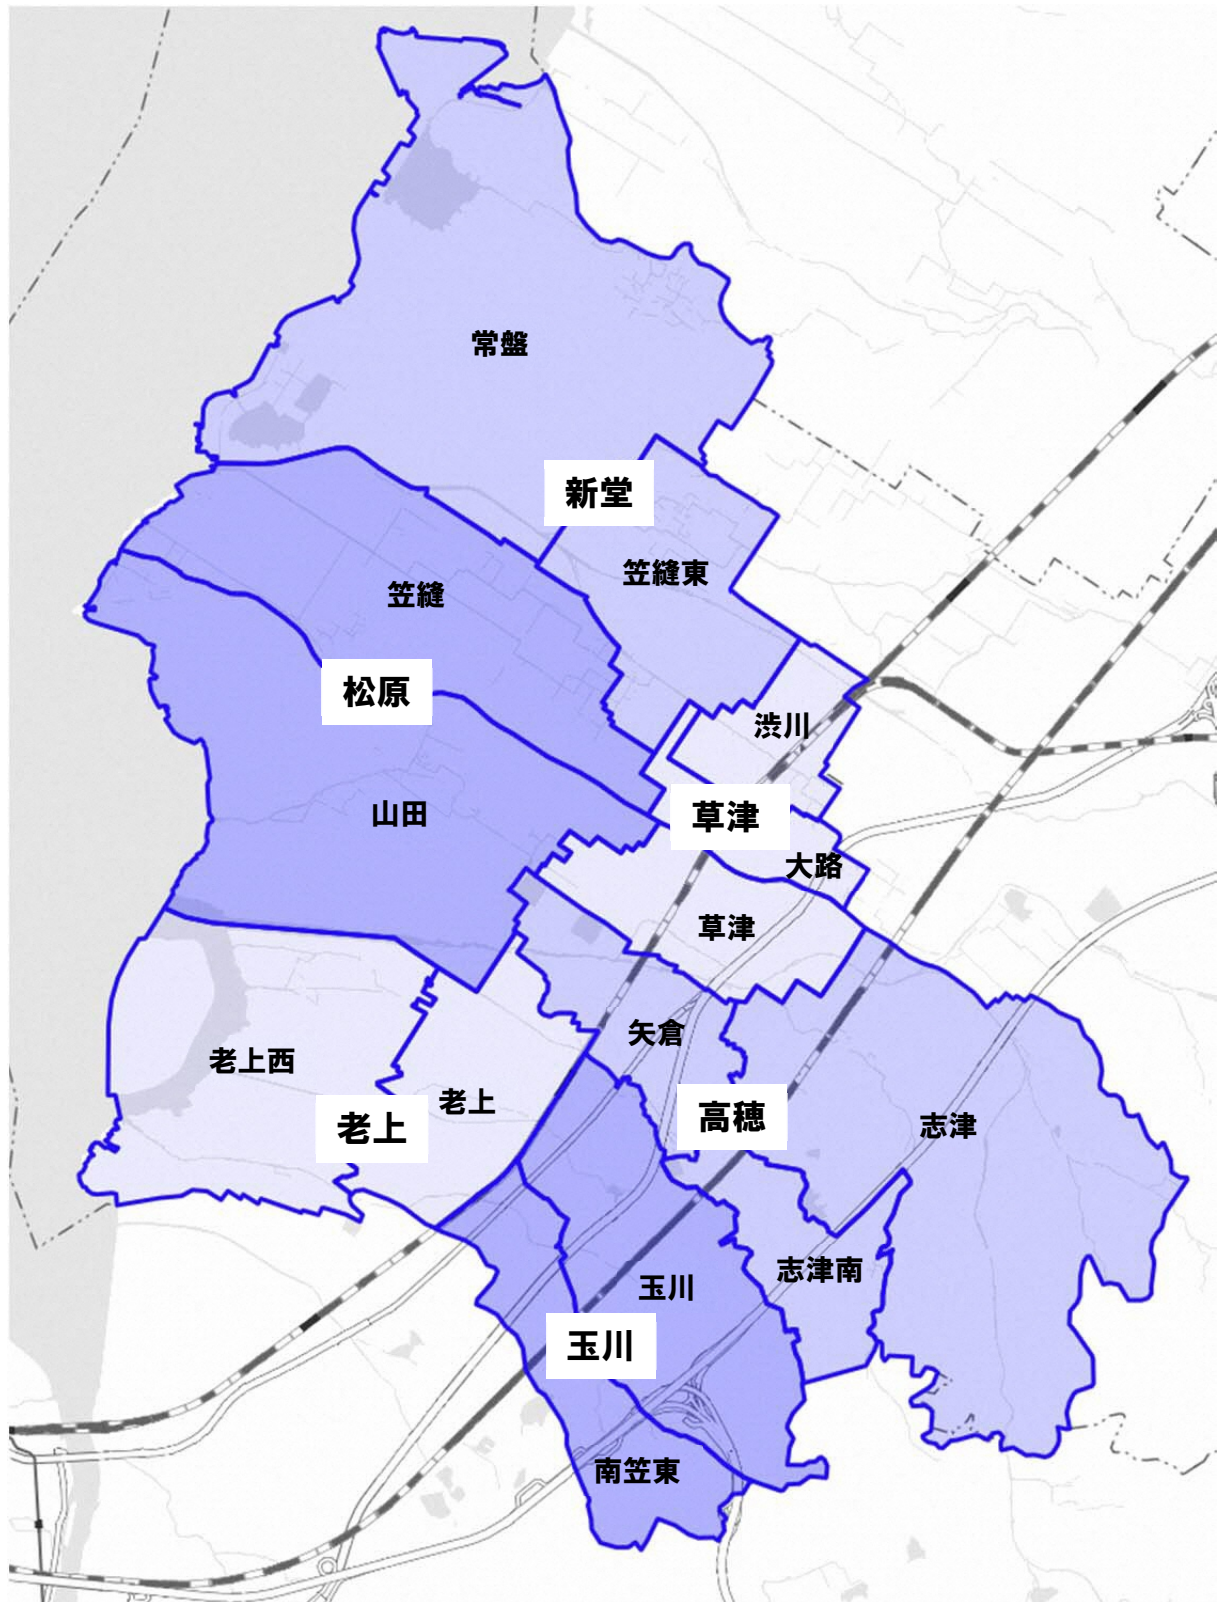 常盤
新堂
笠縫東
笠縫
松原
渋川
山田
草津
大路
草津
矢倉
老上西
老上
高穂
老上
志津
志津南
玉川
玉川
南笠東